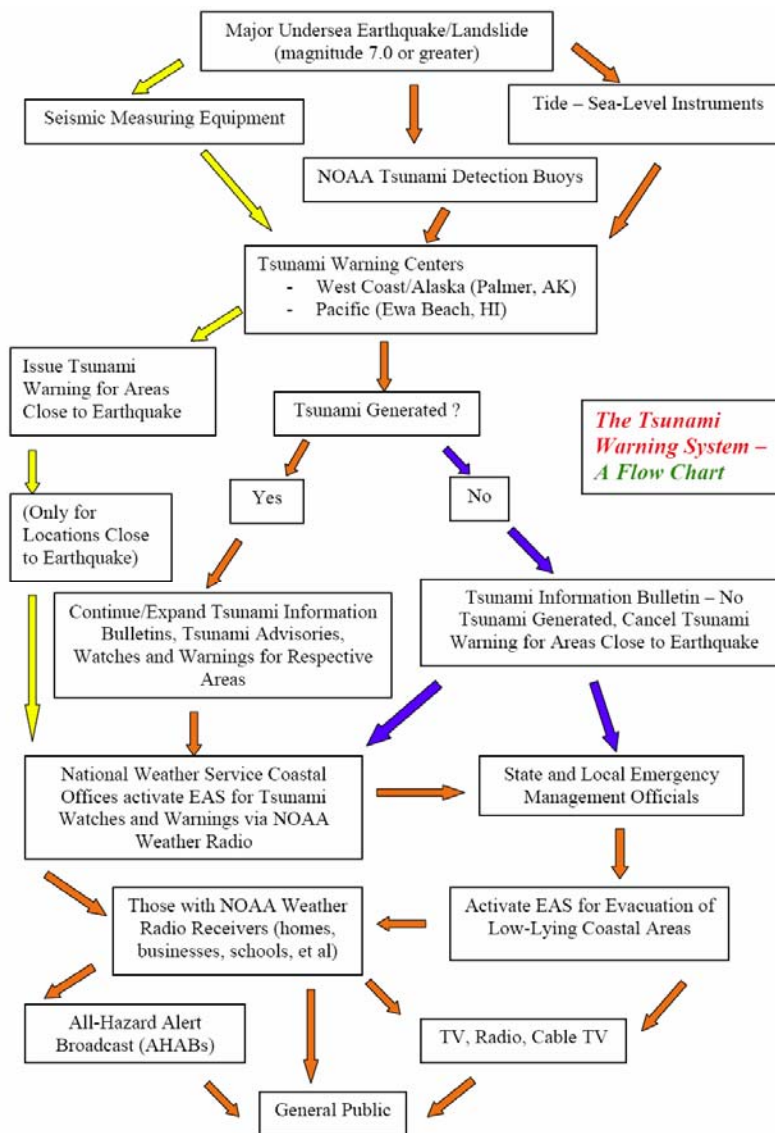 Major Undersea Earthquake/Landslide
(magnitude 7.0 or greater)
Seismic Measuring Equipment
Tide – Sea-Level Instruments
NOAA Tsunami Detection Buoys
Tsunami Warning Centers
- West Coast/Alaska (Palmer, AK)
- Pacific (Ewa Beach, HI)
Issue Tsunami
Warning for Areas
Close to Earthquake
Tsunami Generated ?
The Tsunami
Warning System –
A Flow Chart
Yes
No
(Only for
Locations Close
to Earthquake)
Continue/Expand Tsunami Information
Bulletins, Tsunami Advisories,
Watches and Warnings for Respective
Areas
Tsunami Information Bulletin – No
Tsunami Generated, Cancel Tsunami
Warning for Areas Close to Earthquake
National Weather Service Coastal
Offices activate EAS for Tsunami
Watches and Warnings via NOAA
Weather Radio
State and Local Emergency
Management Officials
Those with NOAA Weather
Radio Receivers (homes,
businesses, schools, et al)
Activate EAS for Evacuation of
Low-Lying Coastal Areas
All-Hazard Alert
Broadcast (AHABs)
TV, Radio, Cable TV
General Public